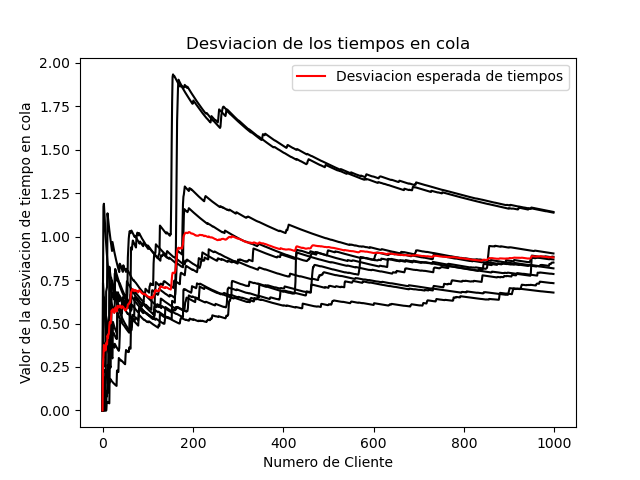 Desviacion de los tiempos en cola
Desviacion esperada de tiempos
Valor de la desviacion de tiempo en cola
2.00
1.75
1.50
1.25
1.00
0.75
0.50
0.25
0.00
0 200 400 600 800 1000
Numero de Cliente